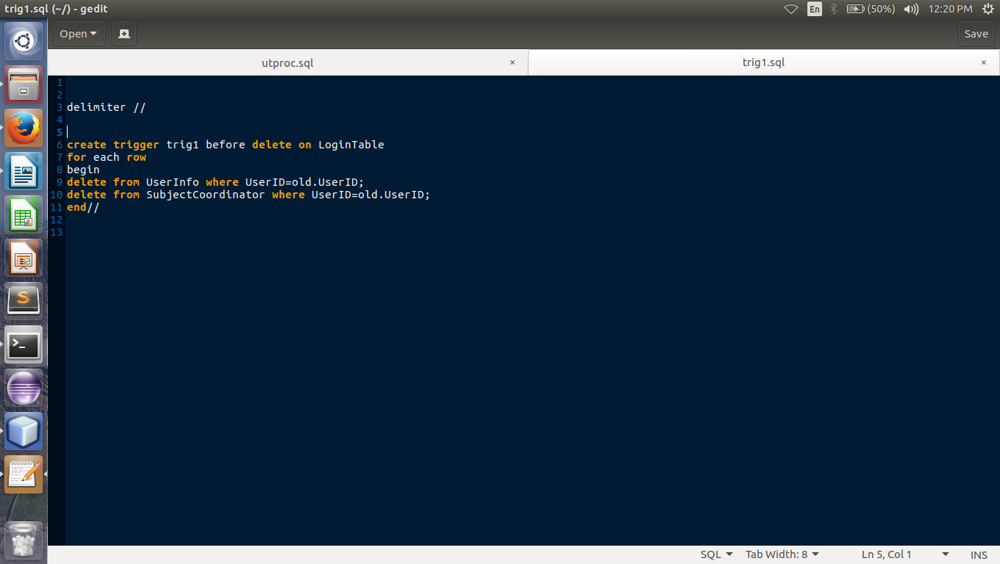 trig1.sql (~/) - gedit
En
(50%)
12:20 PM
Open
Save
utproc.sql ×
trig1.sql ×
1
2
3 delimiter //
4
5
6 create trigger trig1 before delete on LoginTable
7 for each row
8 begin
9 delete from UserInfo where UserID=old.UserID;
10 delete from SubjectCoordinator where UserID=old.UserID;
11 end//
12
13
SQL
Tab Width: 8
Ln 5, Col 1
INS